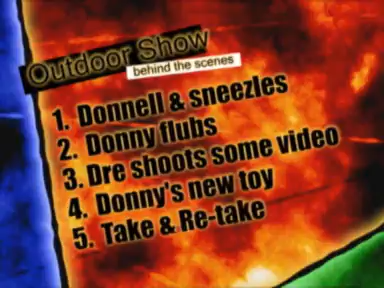 Outdoor Show
behind the scenes
1. Donnell & sneezles
2. Donny flubs
3. Dre shoots some video
4. Donny's new toy
5. Take & Re-take